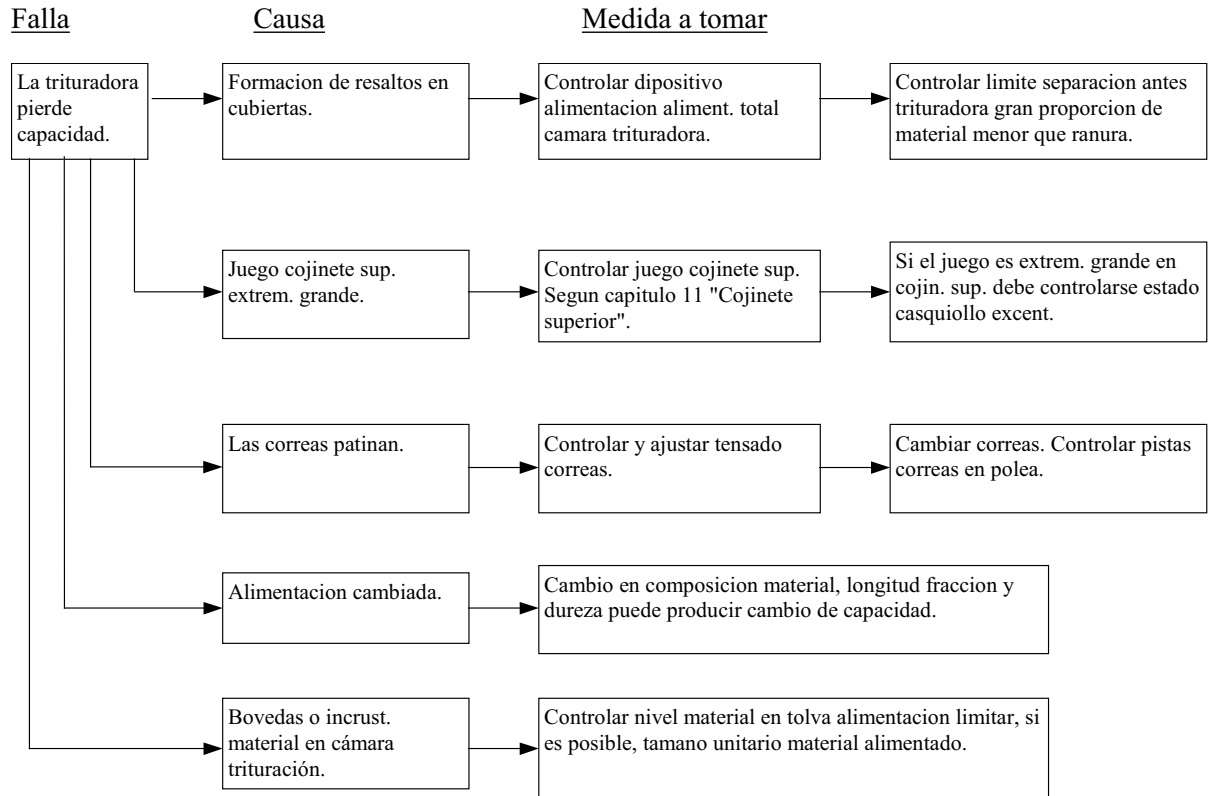 Falla
Causa
Medida a tomar
La trituradora
pierde
capacidad.
Formacion de resaltos en
cubiertas.
Controlar dipositivo
alimentacion aliment. total
camara trituradora.
Controlar limite separacion antes
trituradora gran proporcion de
material menor que ranura.
Juego cojinete sup.
extrem. grande.
Controlar juego cojinete sup.
Segun capitulo 11 "Cojinete
superior".
Si el juego es extrem. grande en
cojin. sup. debe controlarse estado
casquiollo excent.
Las correas patinan.
Controlar y ajustar tensado
correas.
Cambiar correas. Controlar pistas
correas en polea.
Alimentacion cambiada.
Cambio en composicion material, longitud fraccion y
dureza puede producir cambio de capacidad.
Bovedas o incrust.
material en cámara
trituración.
Controlar nivel material en tolva alimentacion limitar, si
es posible, tamano unitario material alimentado.